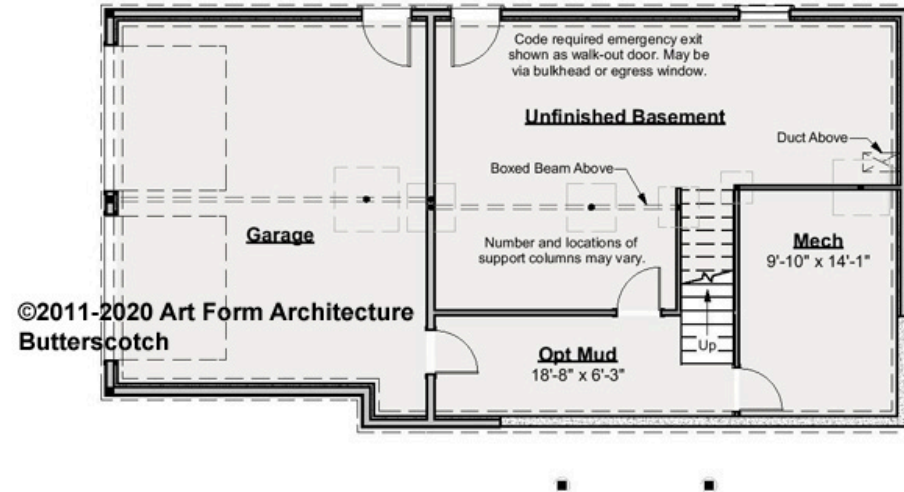 Code required emergency exit
shown as walk-out door. May be
via bulkhead or egress window.
Unfinished Basement
Duct Above
Boxed Beam Above
Garage
Number and locations of
support columns may vary.
Mech
9'-10" x 14'-1"
©2011-2020 Art Form Architecture
Butterscotch
Up
Opt Mud
18'-8" x 6'-3"